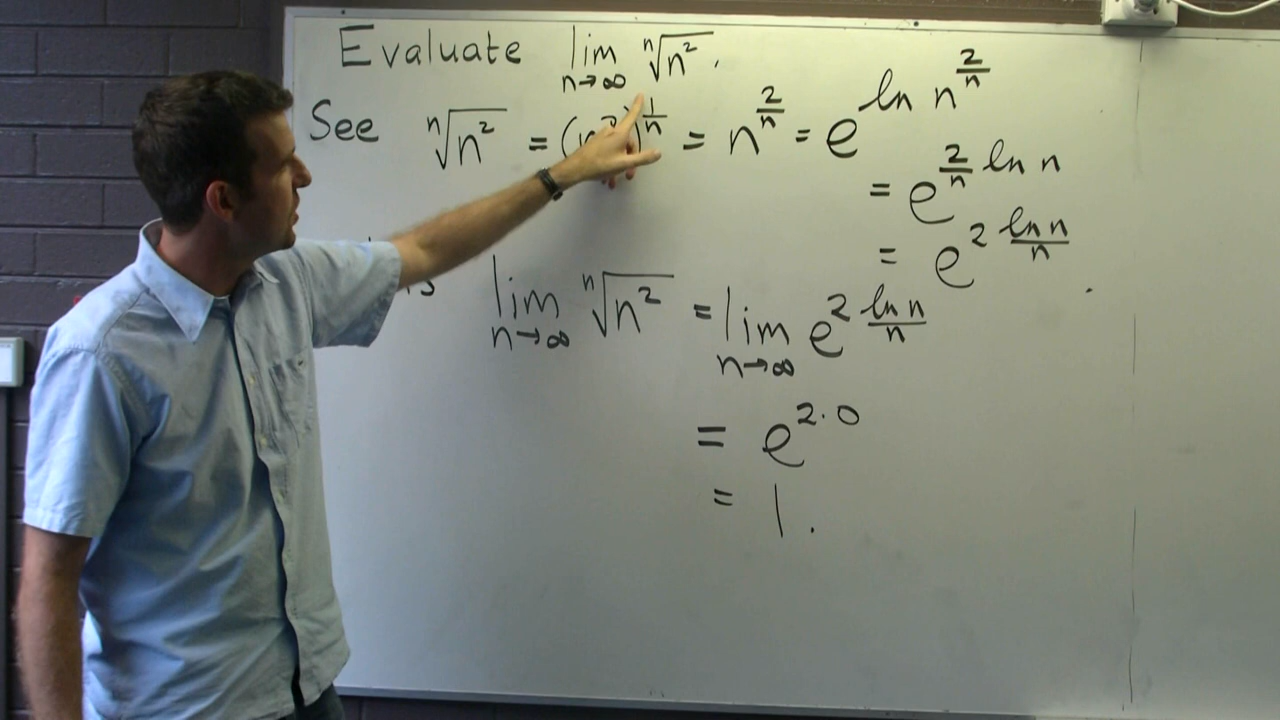 Evaluate lim n→∞ ⁿ√n² .
See ⁿ√n² = (n²)^(1/n) = n^(2/n) = e^(ln n^(2/n))
= e^(2/n ln n)
= e^(2 ln n/n)
lim n→∞ ⁿ√n² = lim n→∞ e^(2 ln n/n)
= e^(2·0)
= 1.